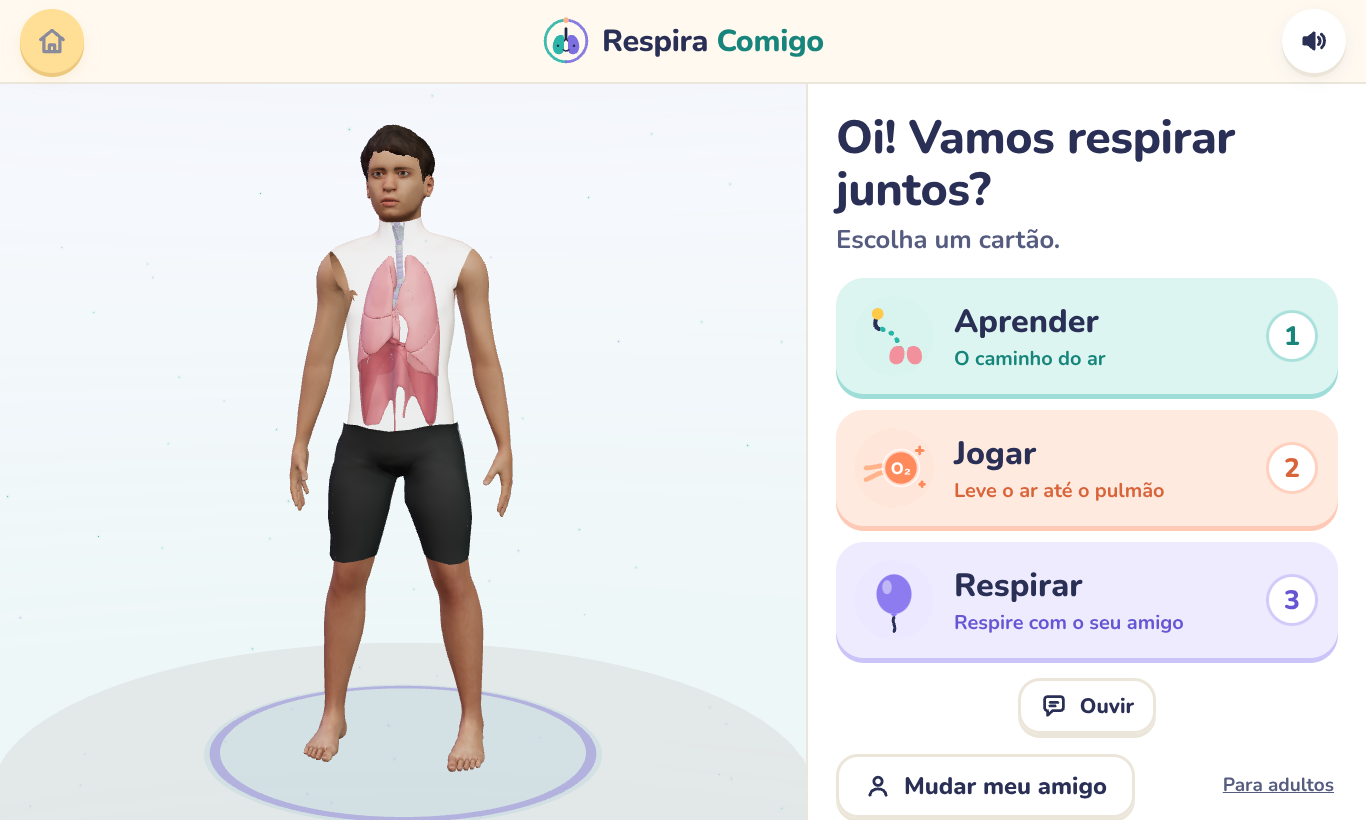 Respira Comigo
Oi! Vamos respirar
juntos?
Escolha um cartão.
Aprender
O caminho do ar
1
O₂
Jogar
Leve o ar até o pulmão
2
Respirar
Respire com o seu amigo
3
Ouvir
Mudar meu amigo
Para adultos